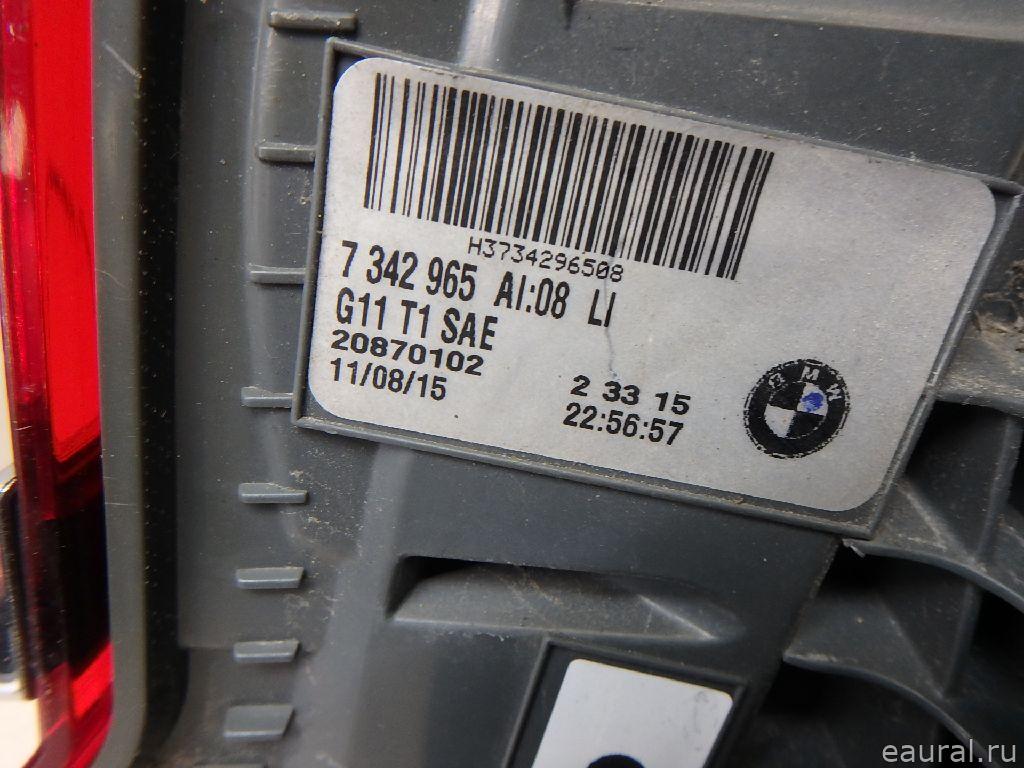 H3734296508
7 342 965 AI:08 LI
G11 T1 SAE
20870102 2 33 15
11/08/15 22:56:57
BMW
eaural.ru